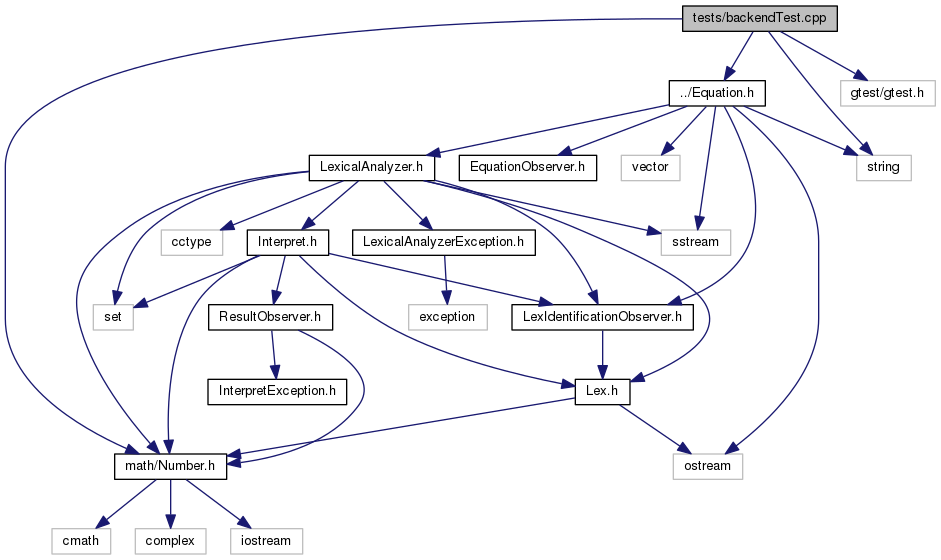 tests/backendTest.cpp
../Equation.h
gtest/gtest.h
LexicalAnalyzer.h
EquationObserver.h
vector
string
cctype
Interpret.h
LexicalAnalyzerException.h
sstream
set
ResultObserver.h
exception
LexIdentificationObserver.h
InterpretException.h
Lex.h
math/Number.h
ostream
cmath
complex
iostream